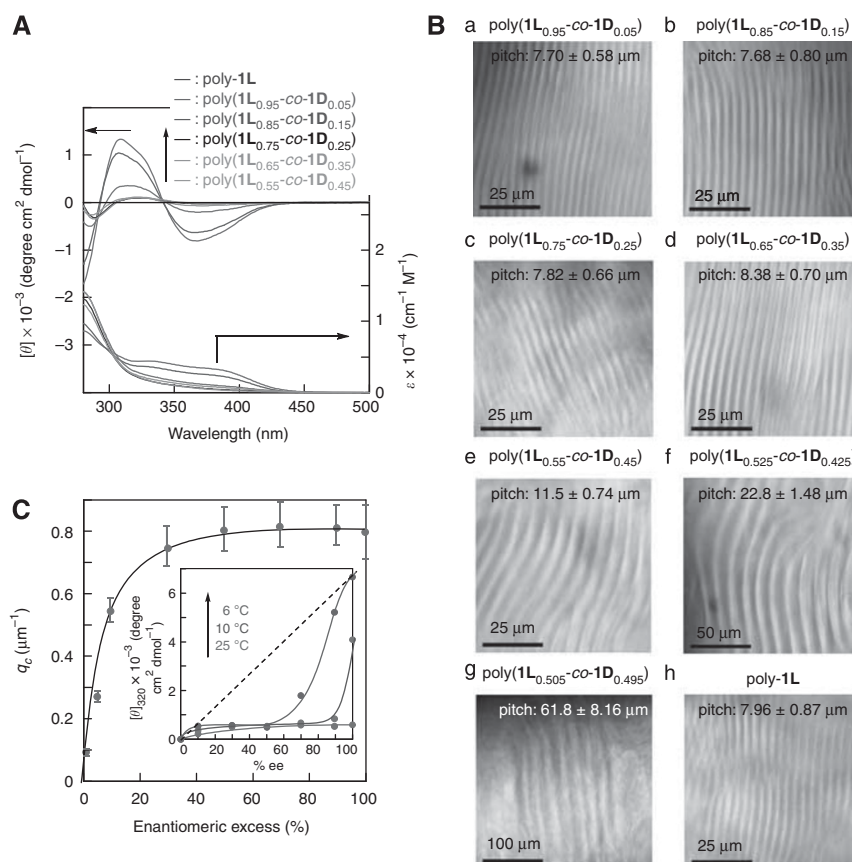 A
— : poly-1L
— : poly(1L0.95-co-1D0.05)
— : poly(1L0.85-co-1D0.15)
— : poly(1L0.75-co-1D0.25)
— : poly(1L0.65-co-1D0.35)
— : poly(1L0.55-co-1D0.45)
1
0
−1
−2
−3
[θ] × 10−3 (degree cm2 dmol−1)
2
1
0
ε × 10−4 (cm−1 M−1)
300 350 400 450 500
Wavelength (nm)
B
a poly(1L0.95-co-1D0.05)
pitch: 7.70 ± 0.58 μm
25 μm
b poly(1L0.85-co-1D0.15)
pitch: 7.68 ± 0.80 μm
25 μm
c poly(1L0.75-co-1D0.25)
pitch: 7.82 ± 0.66 μm
25 μm
d poly(1L0.65-co-1D0.35)
pitch: 8.38 ± 0.70 μm
25 μm
e poly(1L0.55-co-1D0.45)
pitch: 11.5 ± 0.74 μm
25 μm
f poly(1L0.525-co-1D0.425)
pitch: 22.8 ± 1.48 μm
50 μm
g poly(1L0.505-co-1D0.495)
pitch: 61.8 ± 8.16 μm
100 μm
h poly-1L
pitch: 7.96 ± 0.87 μm
25 μm
C
0.8
0.6
0.4
0.2
0
qc (μm−1)
0 20 40 60 80 100
Enantiomeric excess (%)
6
4
2
0
[θ]320 × 10−3 (degree
cm2 dmol−1)
6 °C
10 °C
25 °C
0 20 40 60 80 100
% ee